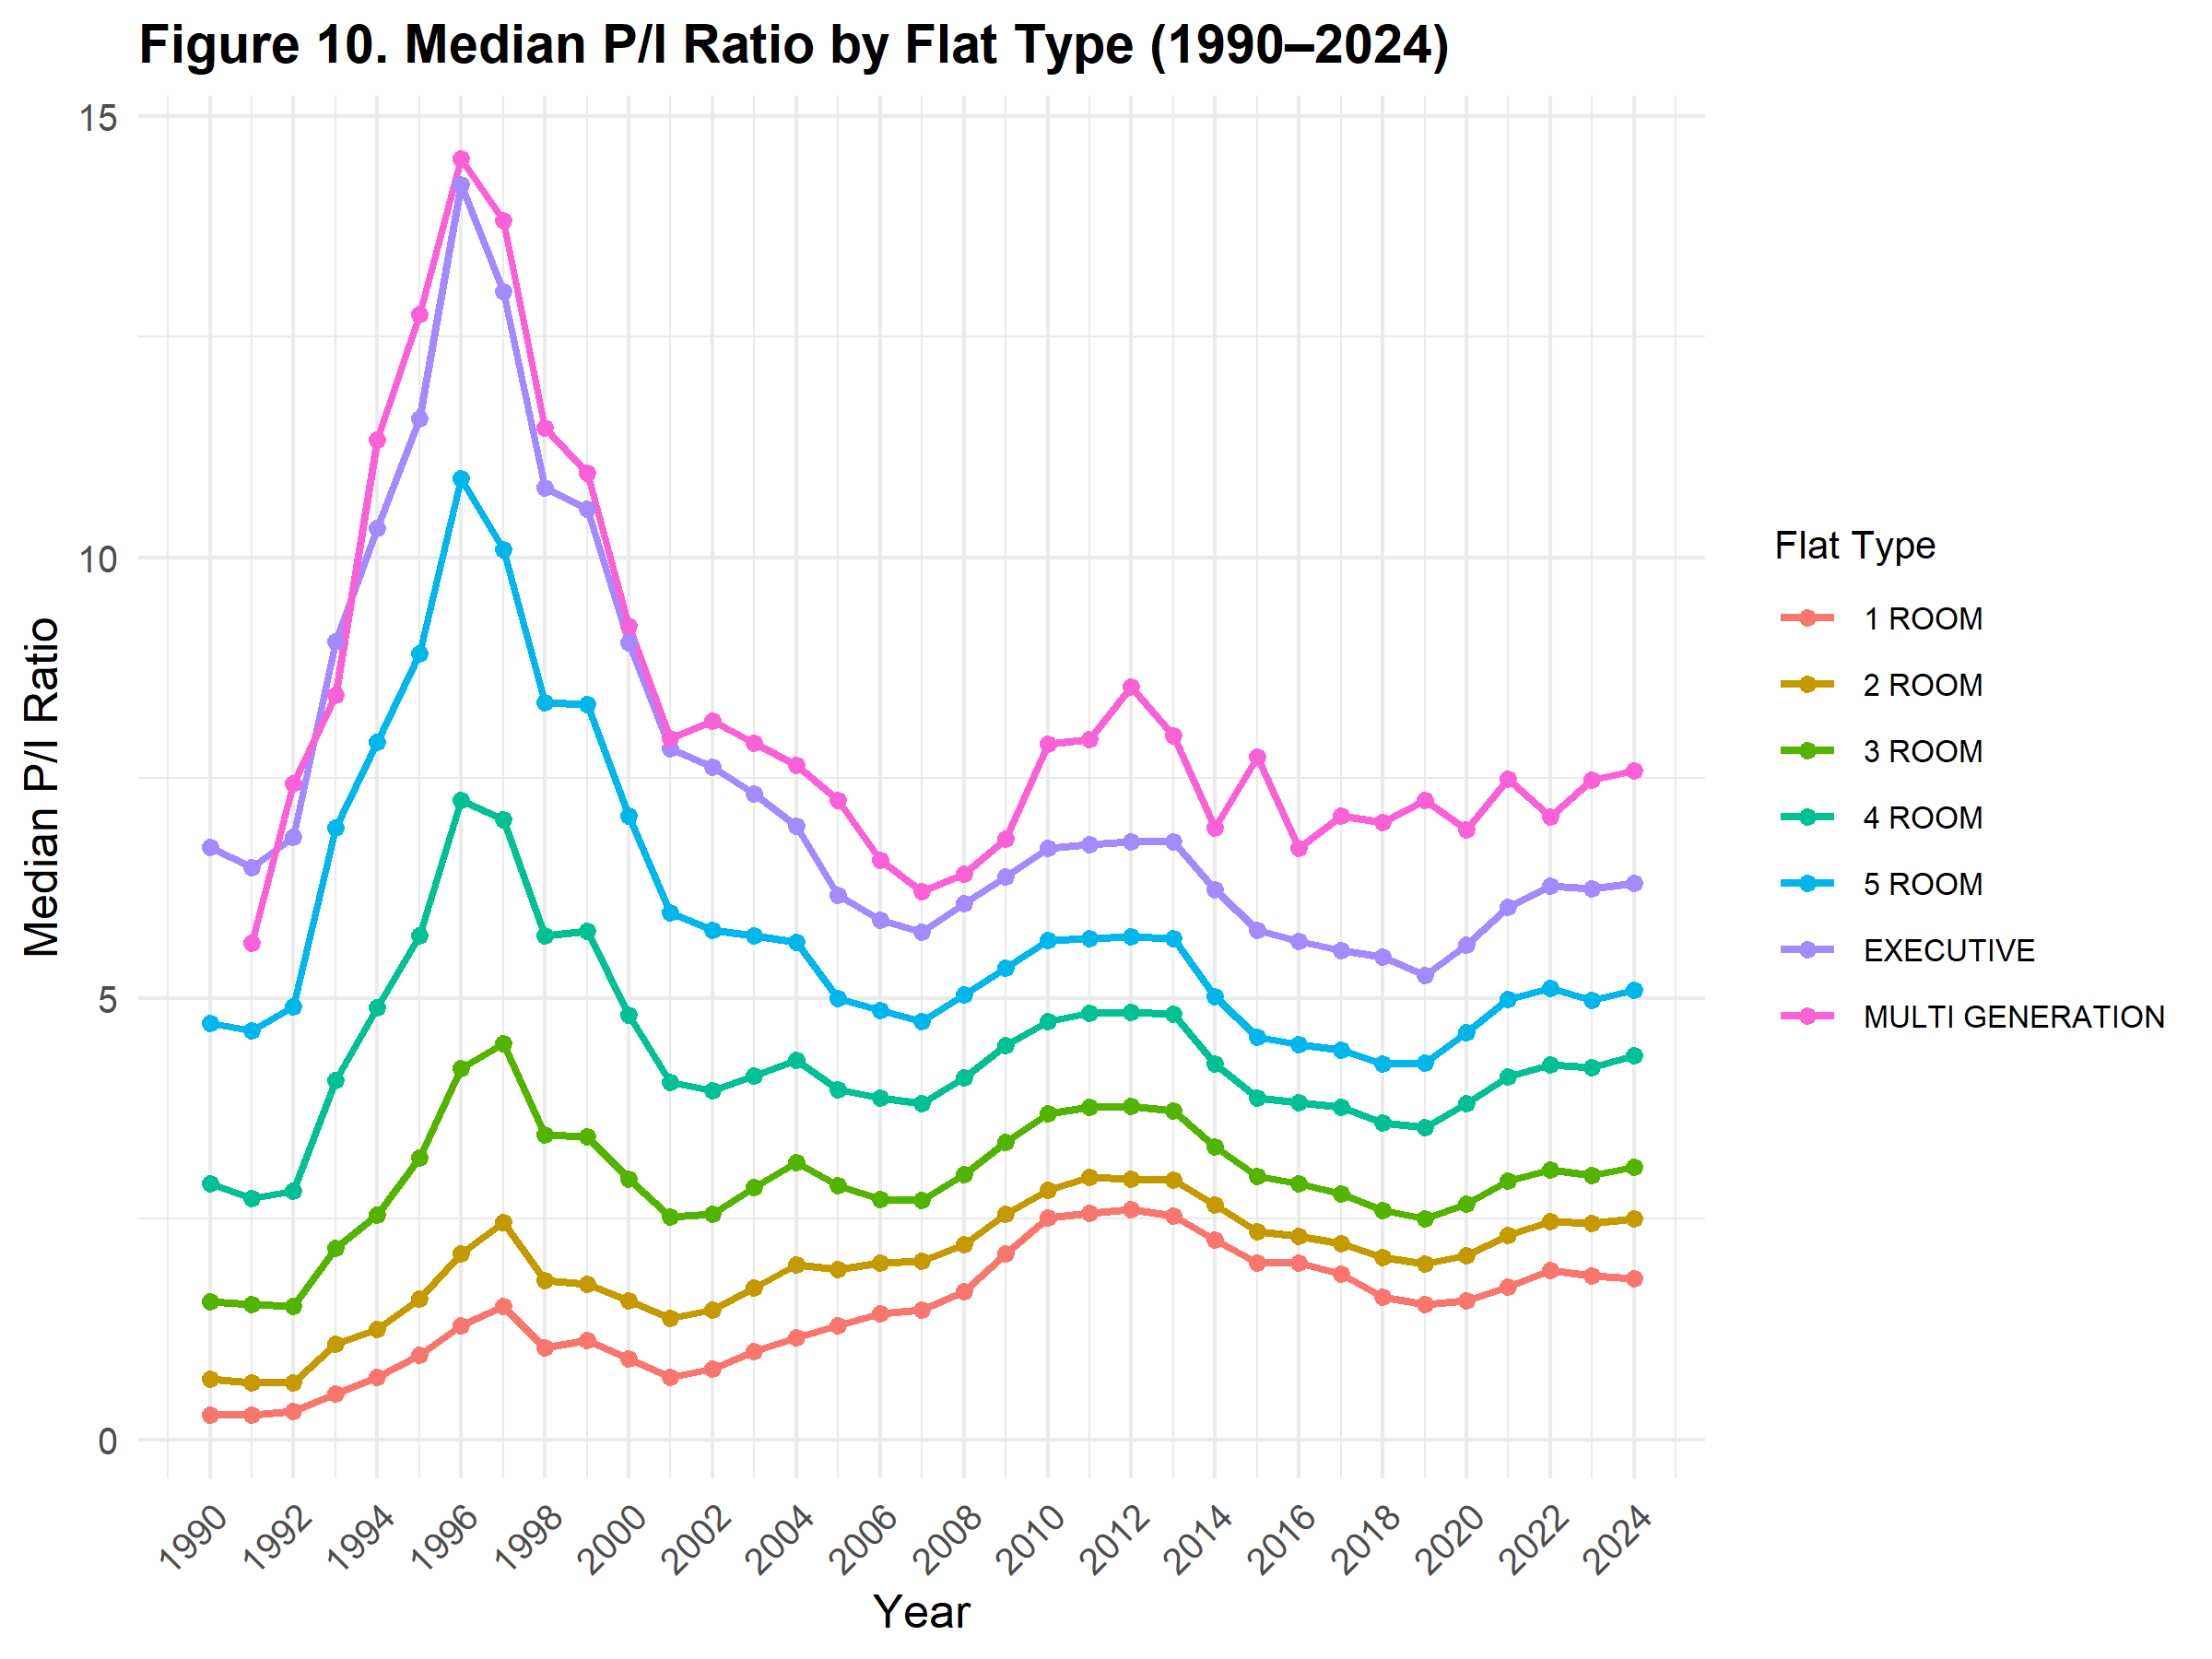 Figure 10. Median P/I Ratio by Flat Type (1990–2024)
Median P/I Ratio
15
10
5
0
1990
1992
1994
1996
1998
2000
2002
2004
2006
2008
2010
2012
2014
2016
2018
2020
2022
2024
Year
Flat Type
1 ROOM
2 ROOM
3 ROOM
4 ROOM
5 ROOM
EXECUTIVE
MULTI GENERATION